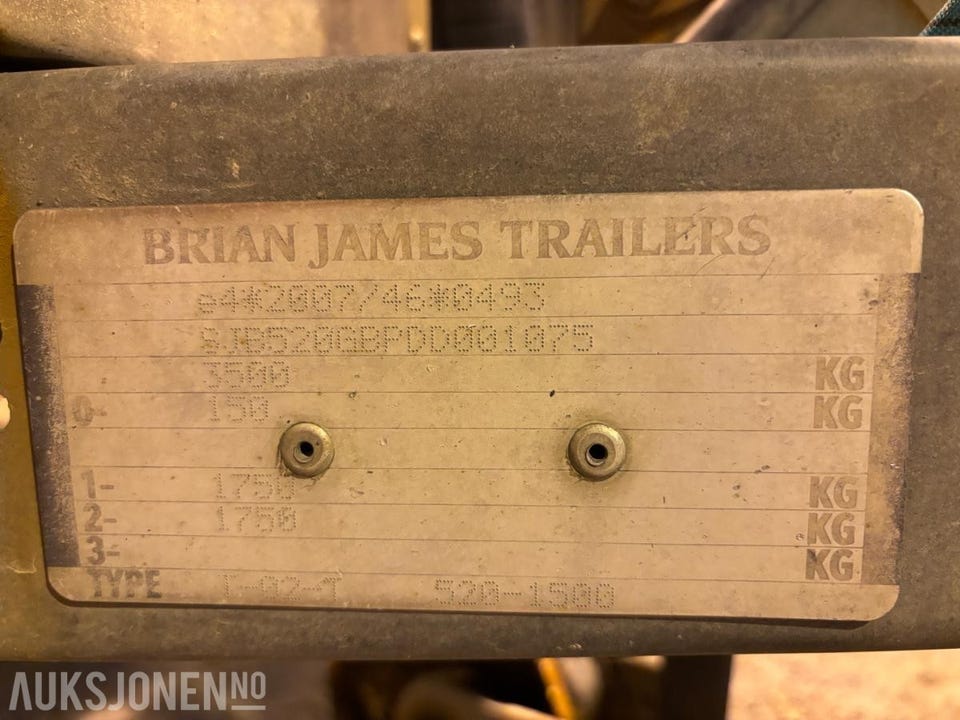 BRIAN JAMES TRAILERS
e4*2007/46*0493
SJB520GBPDD001075
3500 KG
0- 150 KG
1- 1750 KG
2- 1750 KG
3- KG
TYPE 520-1500
AUKSJONEN NO